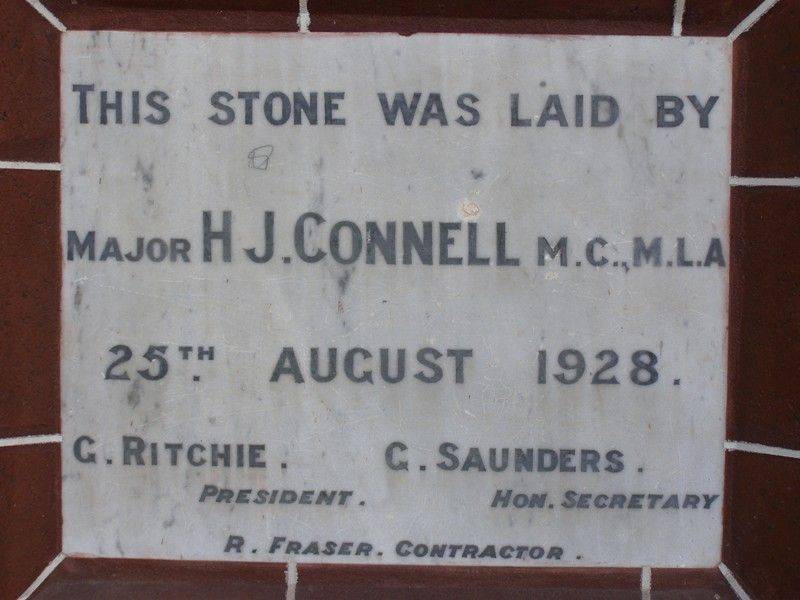 THIS STONE WAS LAID BY
MAJOR H J. CONNELL M.C., M.L.A
25TH. AUGUST 1928.
G. RITCHIE. G. SAUNDERS.
PRESIDENT. HON. SECRETARY
R. FRASER. CONTRACTOR.